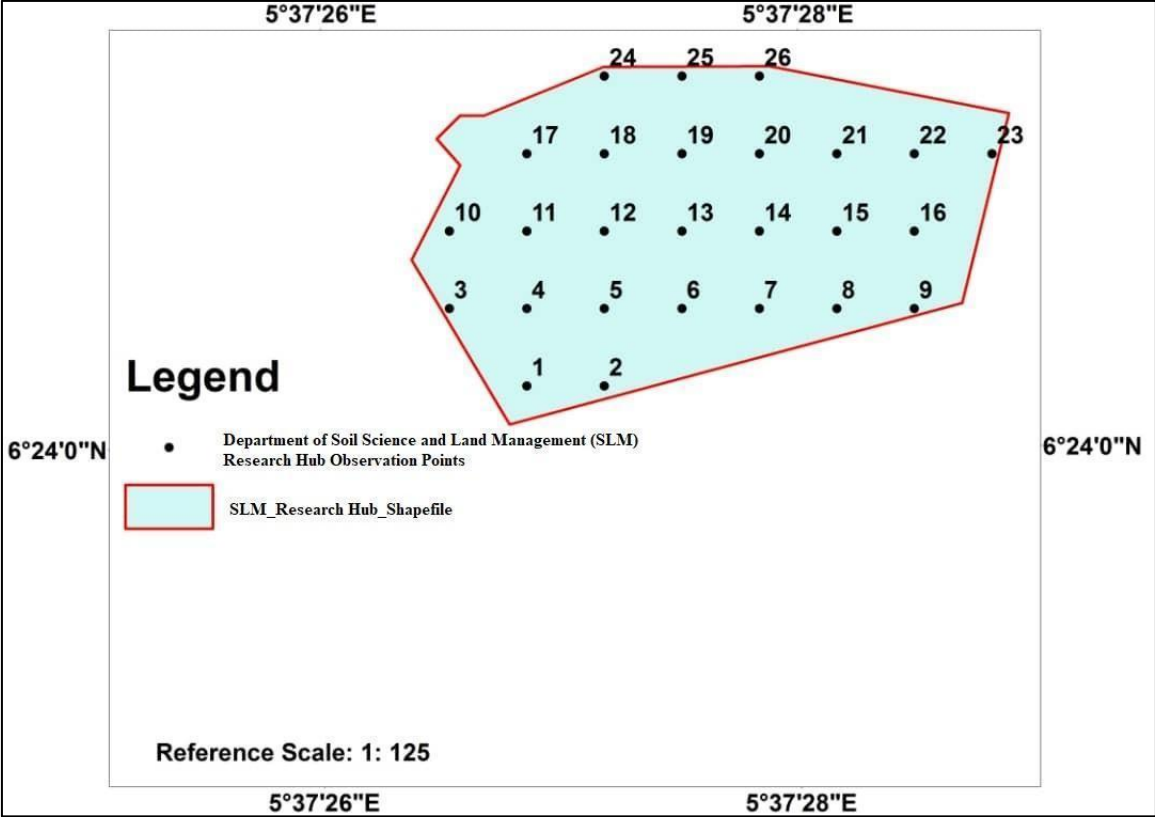 5°37'26"E 5°37'28"E
24 25 26
17 18 19 20 21 22 23
10 11 12 13 14 15 16
3 4 5 6 7 8 9
1 2
Legend
6°24'0"N 6°24'0"N
Department of Soil Science and Land Management (SLM)
Research Hub Observation Points
SLM_Research Hub_Shapefile
Reference Scale: 1: 125
5°37'26"E 5°37'28"E